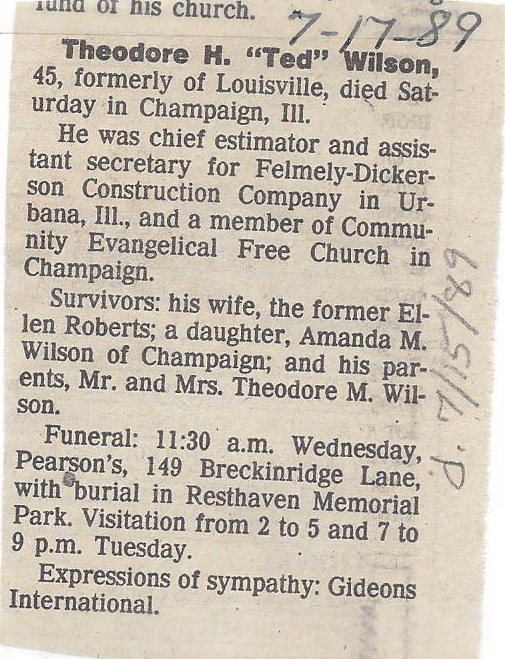 fund of his church.
7-17-89
Theodore H. "Ted" Wilson,
45, formerly of Louisville, died Sat-
urday in Champaign, Ill.
He was chief estimator and assis-
tant secretary for Felmely-Dicker-
son Construction Company in Ur-
bana, Ill., and a member of Commu-
nity Evangelical Free Church in
Champaign.
Survivors: his wife, the former El-
len Roberts; a daughter, Amanda M.
Wilson of Champaign; and his par-
ents, Mr. and Mrs. Theodore M. Wil-
son.
Funeral: 11:30 a.m. Wednesday,
Pearson's, 149 Breckinridge Lane,
with burial in Resthaven Memorial
Park. Visitation from 2 to 5 and 7 to
9 p.m. Tuesday.
Expressions of sympathy: Gideons
International.
d. 7/15/89